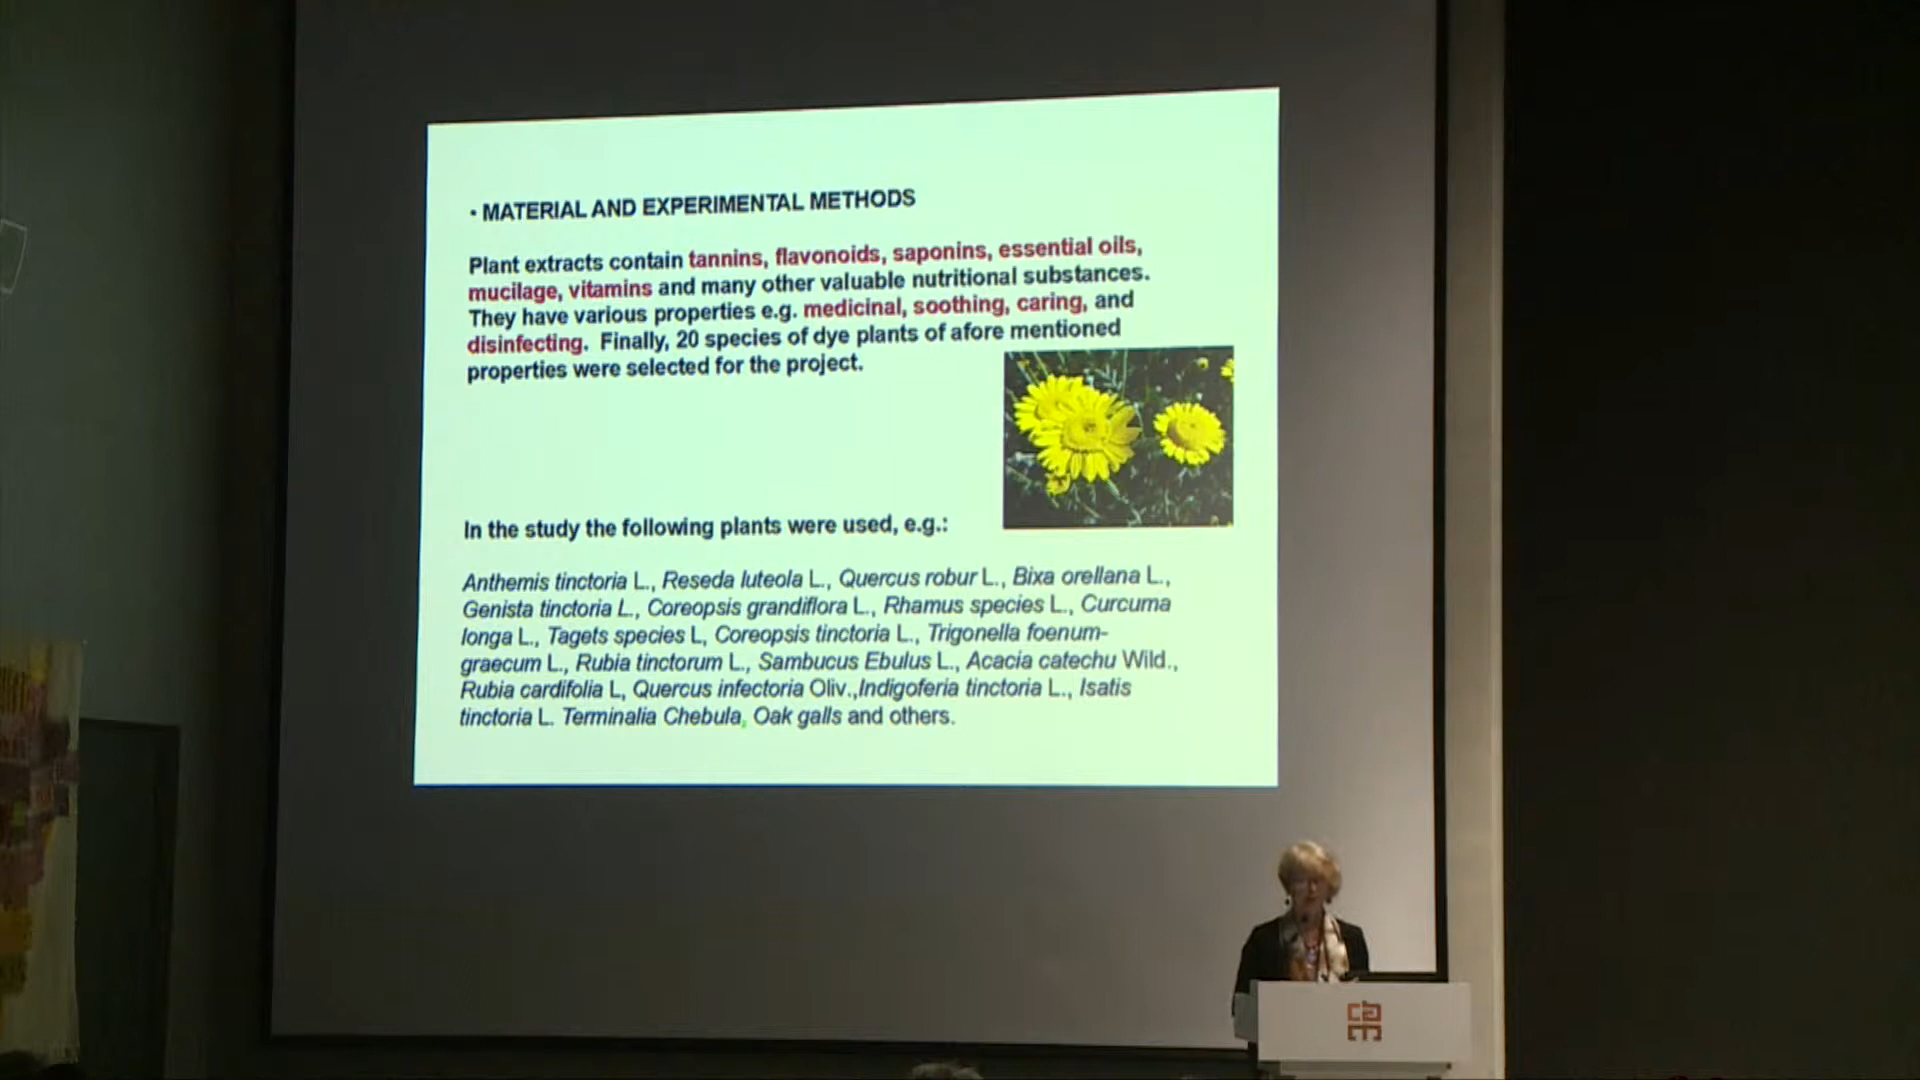 • MATERIAL AND EXPERIMENTAL METHODS
Plant extracts contain tannins, flavonoids, saponins, essential oils,
mucilage, vitamins and many other valuable nutritional substances.
They have various properties e.g. medicinal, soothing, caring, and
disinfecting. Finally, 20 species of dye plants of afore mentioned
properties were selected for the project.
In the study the following plants were used, e.g.:
Anthemis tinctoria L., Reseda luteola L., Quercus robur L., Bixa orellana L.,
Genista tinctoria L., Coreopsis grandiflora L., Rhamus species L., Curcuma
longa L., Tagets species L, Coreopsis tinctoria L., Trigonella foenum-
graecum L., Rubia tinctorum L., Sambucus Ebulus L., Acacia catechu Wild.,
Rubia cardifolia L, Quercus infectoria Oliv.,Indigoferia tinctoria L., Isatis
tinctoria L. Terminalia Chebula, Oak galls and others.